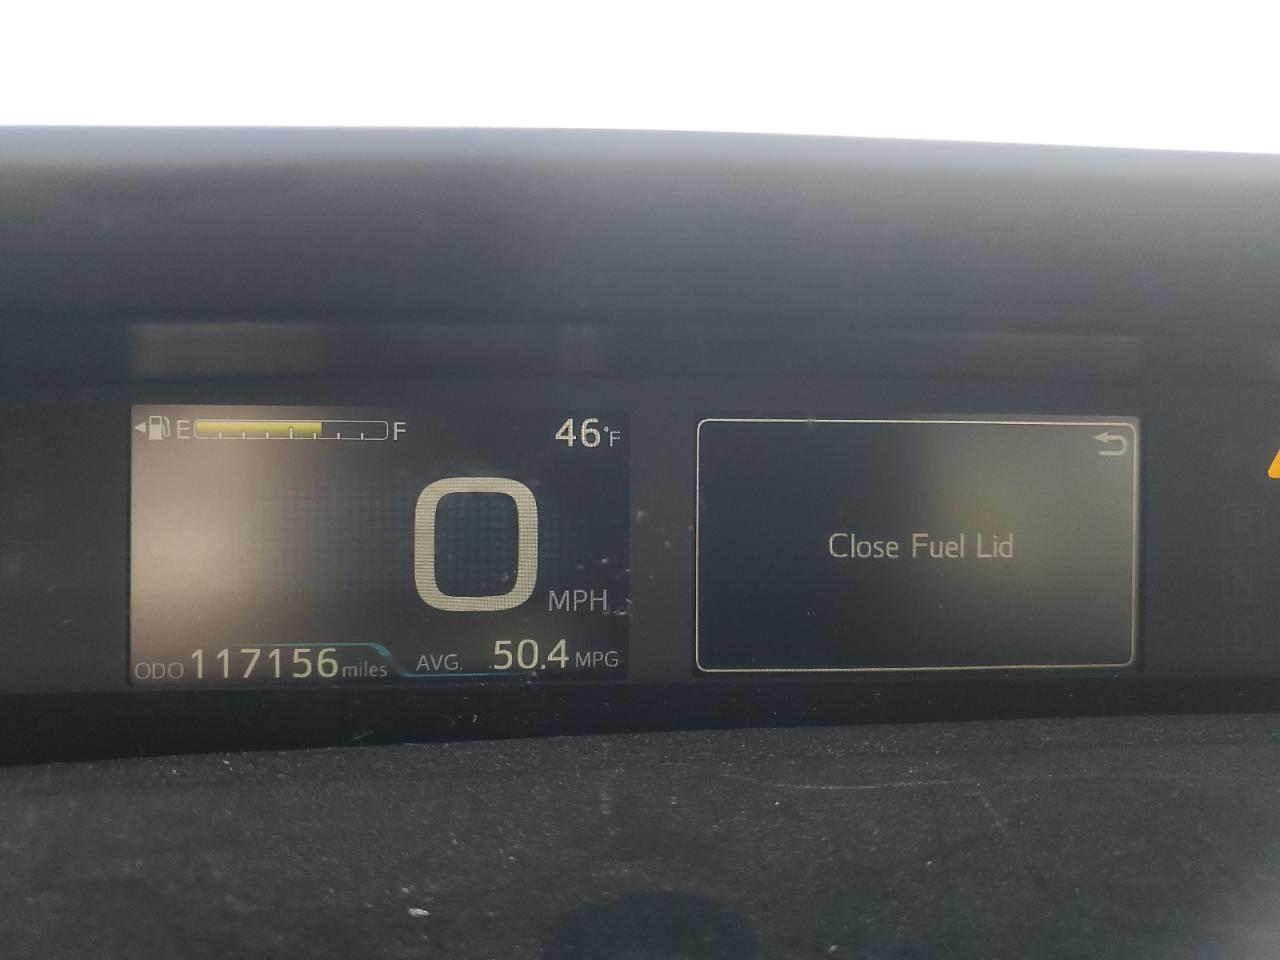 E F 46°F
0 MPH
ODO 117156 miles AVG. 50.4 MPG
Close Fuel Lid
R
N
D